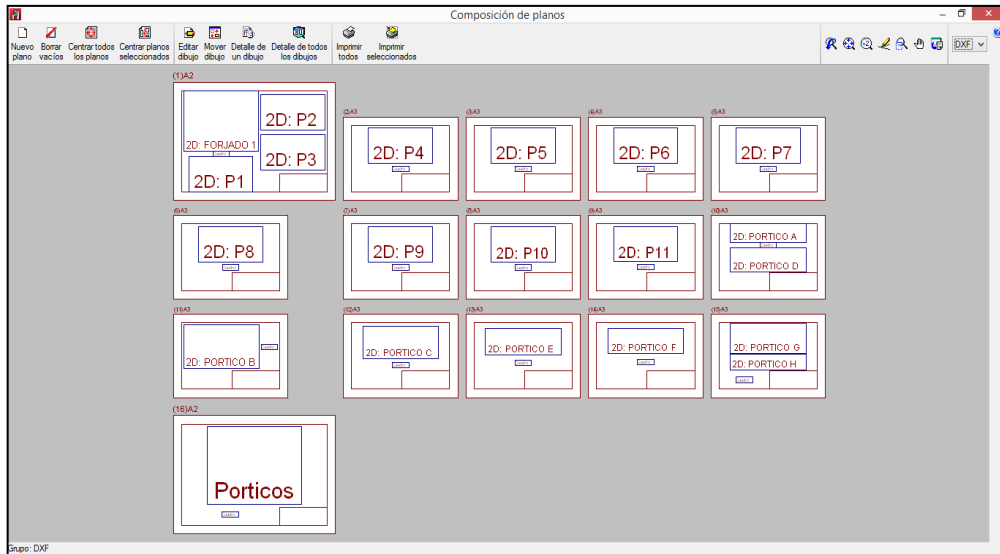 Composición de planos
Nuevo plano
Borrar vacíos
Centrar todos los planos
Centrar planos seleccionados
Editar dibujo
Mover dibujo
Detalle de un dibujo
Detalle de todos los dibujos
Imprimir todos
Imprimir seleccionados
DXF
(1)A2
2D: FORJADO 1
2D: P1
2D: P2
2D: P3
(2)A3
2D: P4
(3)A3
2D: P5
(4)A3
2D: P6
(5)A3
2D: P7
(6)A3
2D: P8
(7)A3
2D: P9
(8)A3
2D: P10
(9)A3
2D: P11
(10)A3
2D: PORTICO A
2D: PORTICO D
(11)A3
2D: PORTICO B
(12)A3
2D: PORTICO C
(13)A3
2D: PORTICO E
(14)A3
2D: PORTICO F
(15)A3
2D: PORTICO G
2D: PORTICO H
(16)A2
Porticos
Grupo: DXF